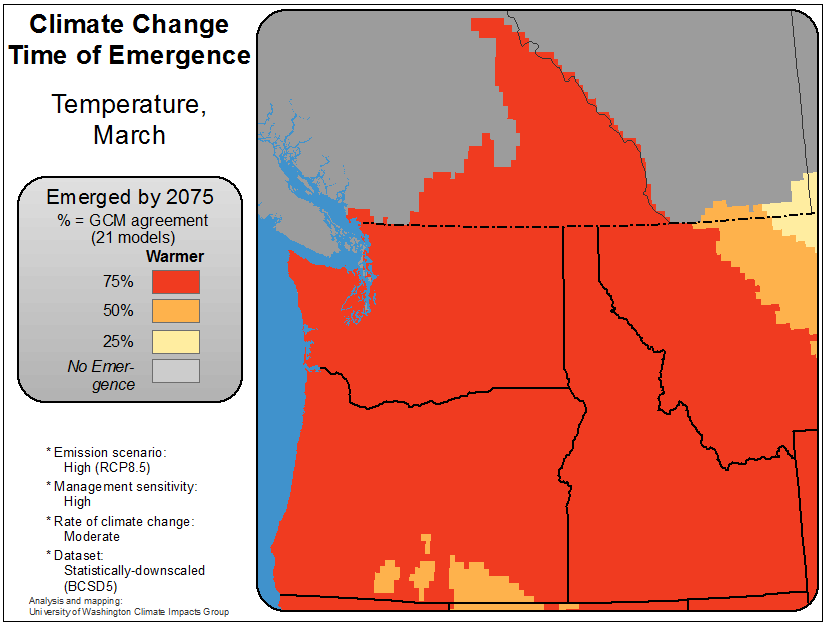 Climate Change
Time of Emergence
Temperature,
March
Emerged by 2075
% = GCM agreement
(21 models)
Warmer
75%
50%
25%
No Emer-
gence
* Emission scenario:
High (RCP8.5)
* Management sensitivity:
High
* Rate of climate change:
Moderate
* Dataset:
Statistically-downscaled
(BCSD5)
Analysis and mapping:
University of Washington Climate Impacts Group